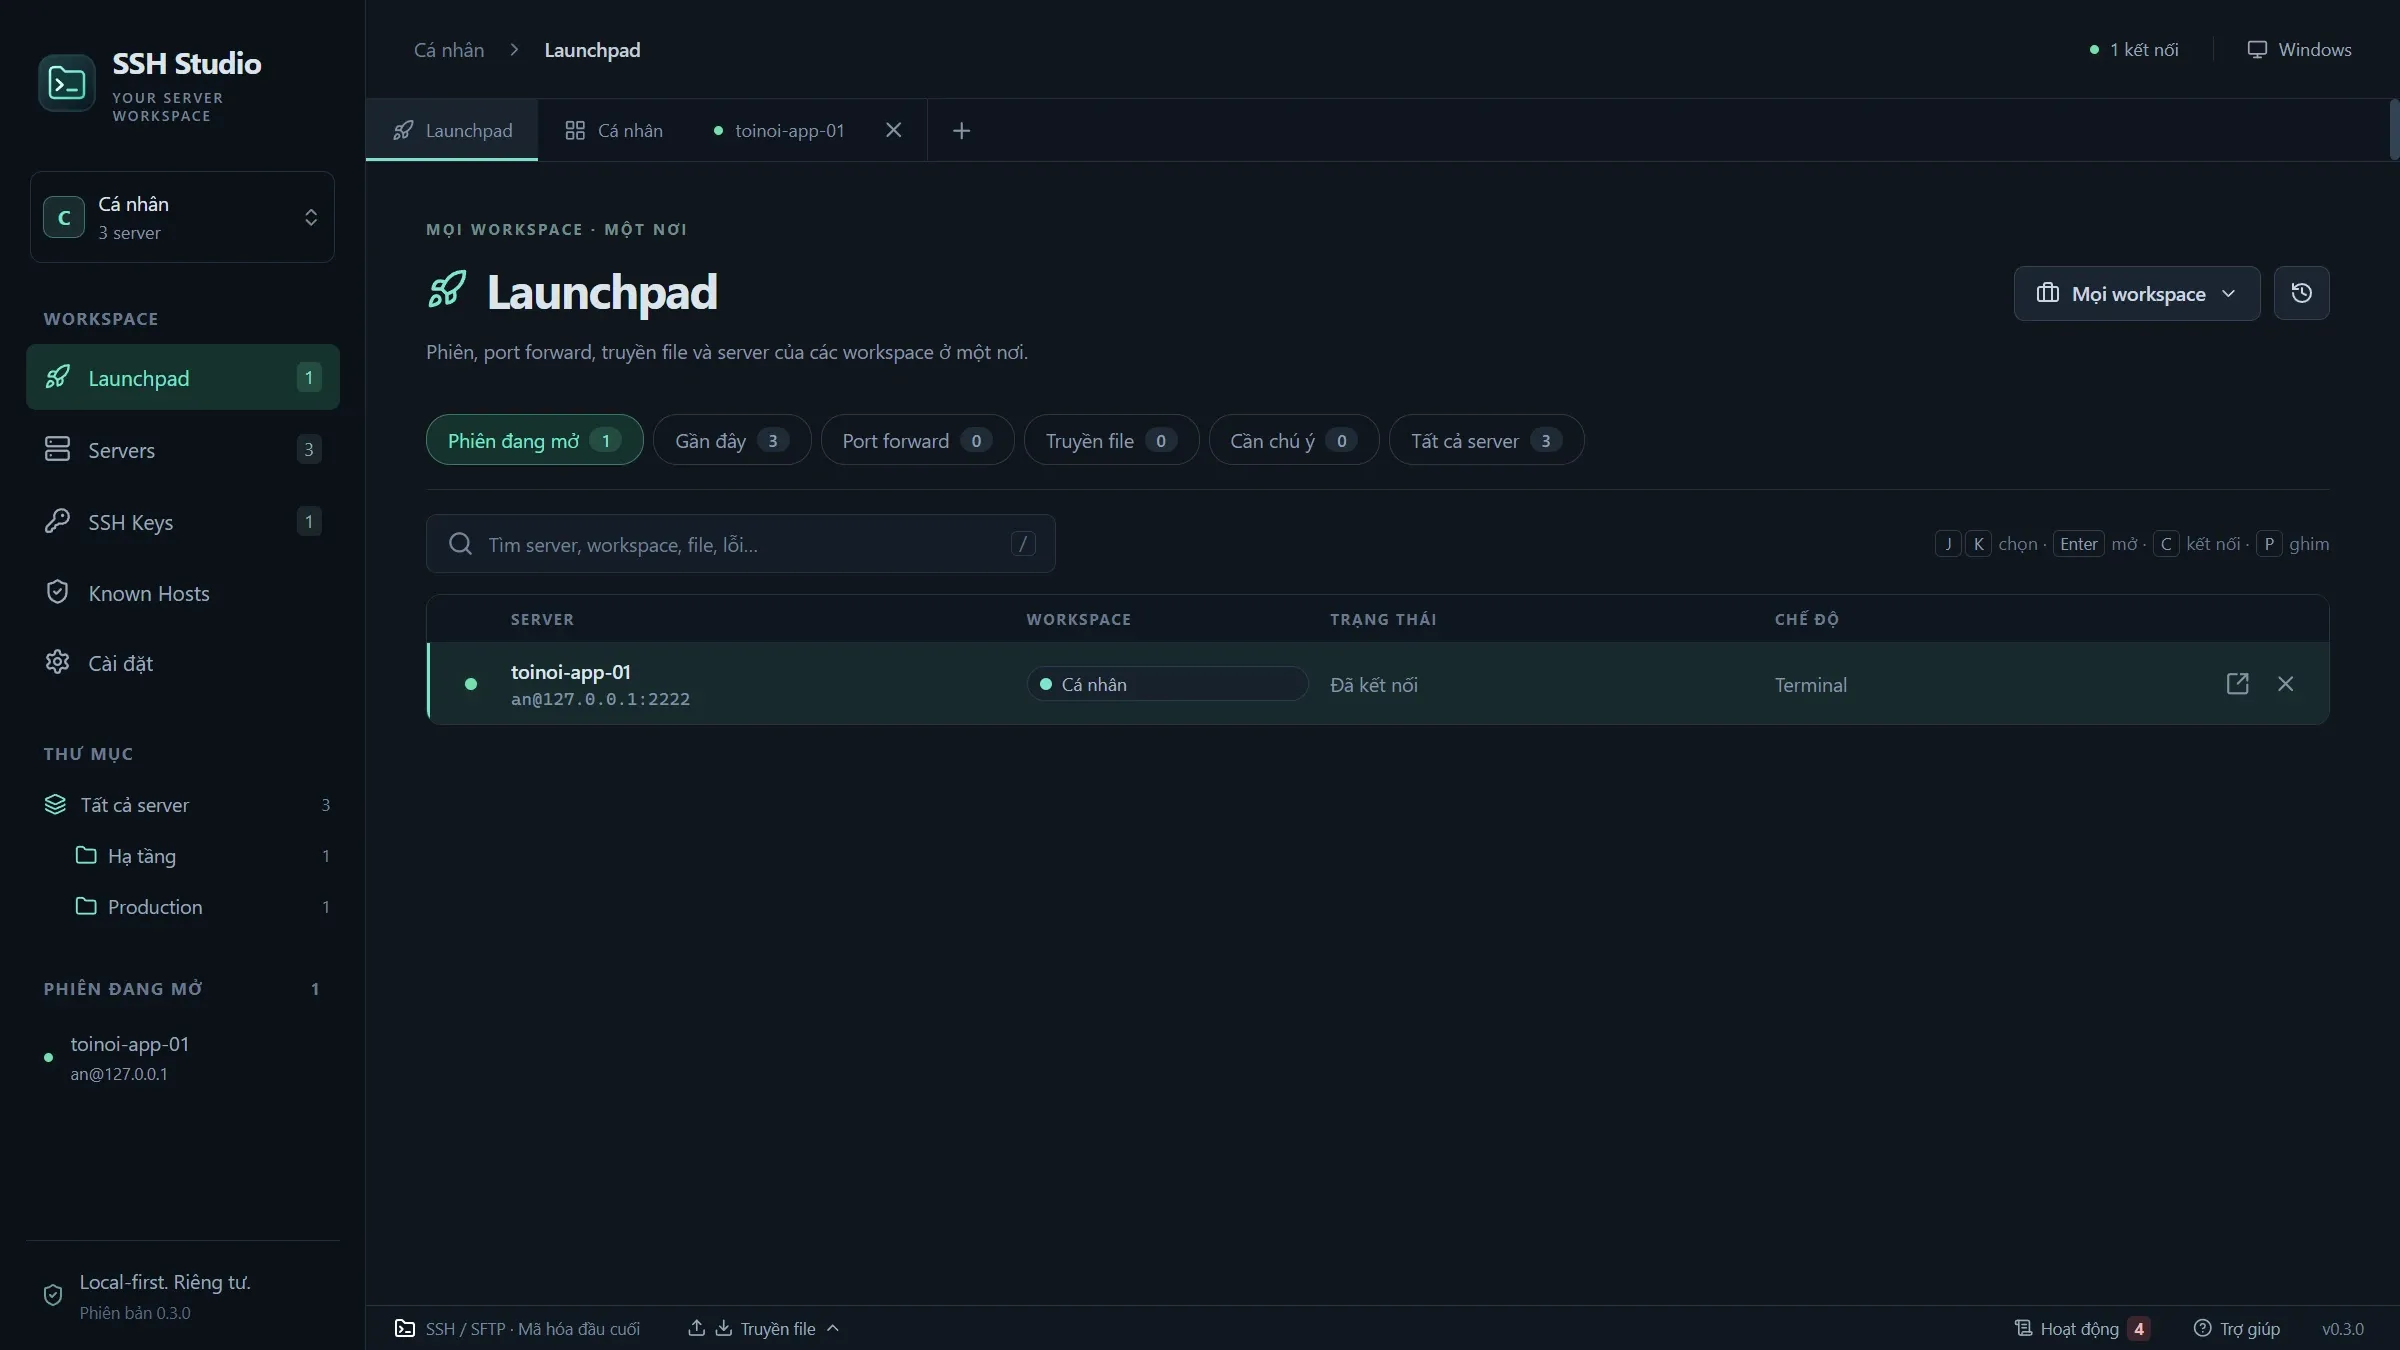 SSH Studio
YOUR SERVER
WORKSPACE
C
Cá nhân
3 server
WORKSPACE
Launchpad 1
Servers 3
SSH Keys 1
Known Hosts
Cài đặt
THƯ MỤC
Tất cả server 3
Hạ tầng 1
Production 1
PHIÊN ĐANG MỞ 1
toinoi-app-01
an@127.0.0.1
Local-first. Riêng tư.
Phiên bản 0.3.0
Cá nhân > Launchpad
1 kết nối
Windows
Launchpad
Cá nhân
toinoi-app-01
MỌI WORKSPACE · MỘT NƠI
Launchpad
Mọi workspace
Phiên, port forward, truyền file và server của các workspace ở một nơi.
Phiên đang mở 1
Gần đây 3
Port forward 0
Truyền file 0
Cần chú ý 0
Tất cả server 3
Tìm server, workspace, file, lỗi... /
J K chọn · Enter mở · C kết nối · P ghim
SERVER WORKSPACE TRẠNG THÁI CHẾ ĐỘ
toinoi-app-01
an@127.0.0.1:2222
Cá nhân
Đã kết nối
Terminal
SSH / SFTP · Mã hóa đầu cuối
Truyền file
Hoạt động 4
Trợ giúp
v0.3.0